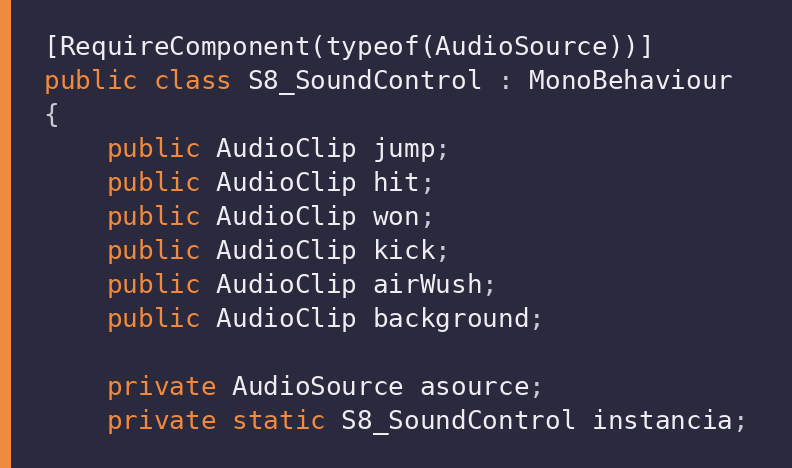 [RequireComponent(typeof(AudioSource))]
public class S8_SoundControl : MonoBehaviour
{
    public AudioClip jump;
    public AudioClip hit;
    public AudioClip won;
    public AudioClip kick;
    public AudioClip airWush;
    public AudioClip background;

    private AudioSource asource;
    private static S8_SoundControl instancia;